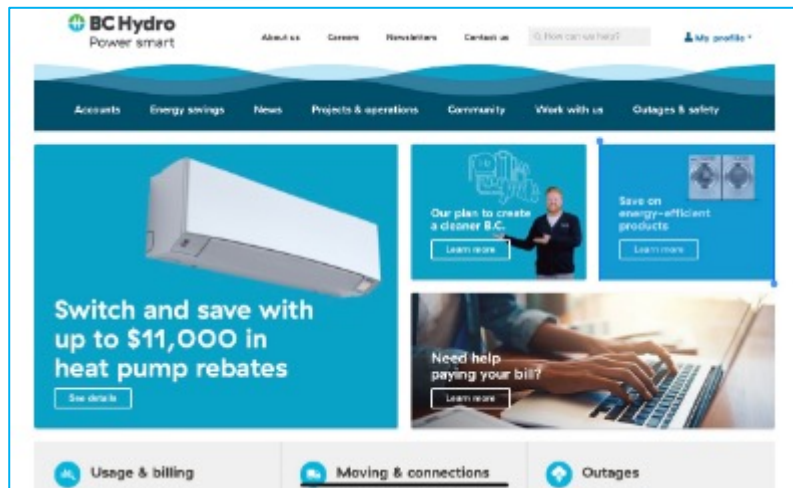 BC Hydro
Power smart
About us Careers Newsletters Contact us How can we help? My profile
Accounts Energy savings News Projects & operations Community Work with us Outages & safety
Our plan to create
a cleaner B.C.
Learn more
Save on
energy-efficient
products
Learn more
Switch and save with
up to $11,000 in
heat pump rebates
See details
Need help
paying your bill?
Learn more
Usage & billing Moving & connections Outages